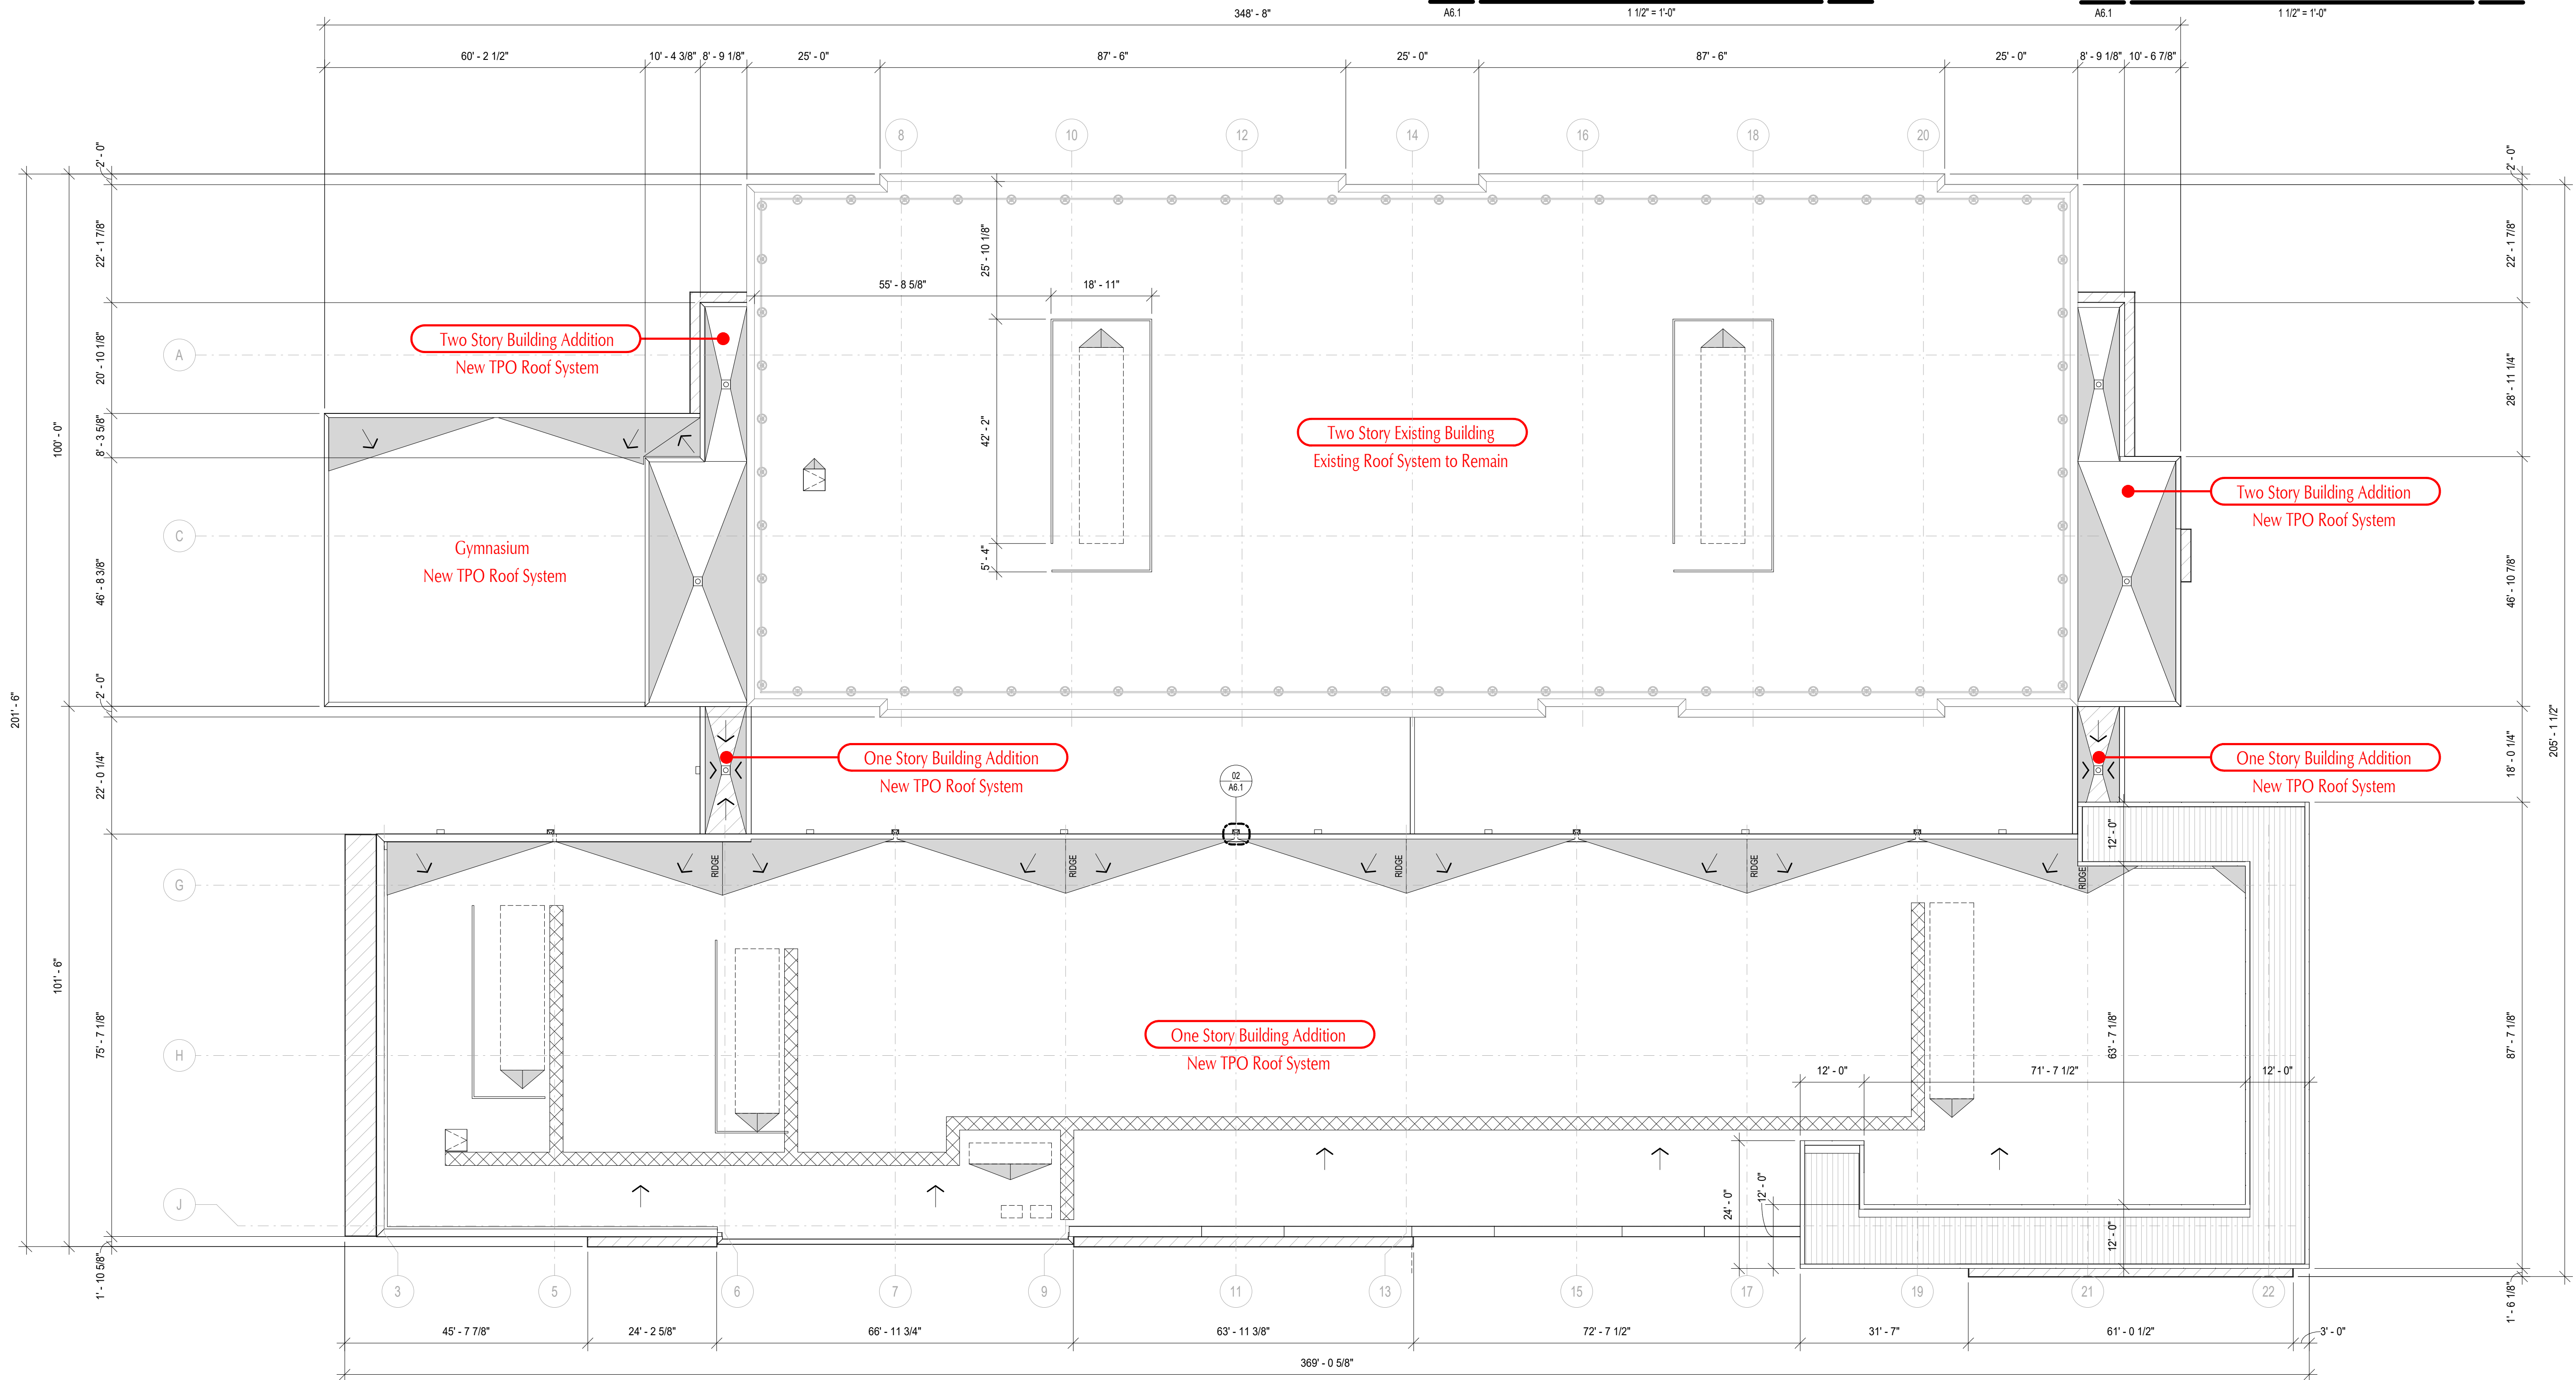 348' - 8"
A6.1
1 1/2" = 1'-0"
A6.1
1 1/2" = 1'-0"
60' - 2 1/2"
10' - 4 3/8"
8' - 9 1/8"
25' - 0"
87' - 6"
25' - 0"
87' - 6"
25' - 0"
8' - 9 1/8"
10' - 6 7/8"
8
10
12
14
16
18
20
2' - 0"
22' - 1 7/8"
20' - 10 1/8"
8' - 3 5/8"
46' - 8 3/8"
2' - 0"
22' - 0 1/4"
75' - 7 1/8"
1' - 10 5/8"
100' - 0"
101' - 6"
201' - 6"
2' - 0"
22' - 1 7/8"
28' - 11 1/4"
46' - 10 7/8"
18' - 0 1/4"
87' - 7 1/8"
1' - 6 1/8"
205' - 1 1/2"
A
C
G
H
J
25' - 10 1/8"
55' - 8 5/8"
18' - 11"
42' - 2"
5' - 4"
Two Story Building Addition
New TPO Roof System
Two Story Existing Building
Existing Roof System to Remain
Two Story Building Addition
New TPO Roof System
Gymnasium
New TPO Roof System
One Story Building Addition
New TPO Roof System
02
A6.1
One Story Building Addition
New TPO Roof System
RIDGE
RIDGE
RIDGE
RIDGE
RIDGE
12' - 0"
One Story Building Addition
New TPO Roof System
63' - 7 1/8"
12' - 0"
71' - 7 1/2"
12' - 0"
24' - 0"
12' - 0"
12' - 0"
3
5
6
7
9
11
13
15
17
19
21
22
45' - 7 7/8"
24' - 2 5/8"
66' - 11 3/4"
63' - 11 3/8"
72' - 7 1/2"
31' - 7"
61' - 0 1/2"
3' - 0"
369' - 0 5/8"